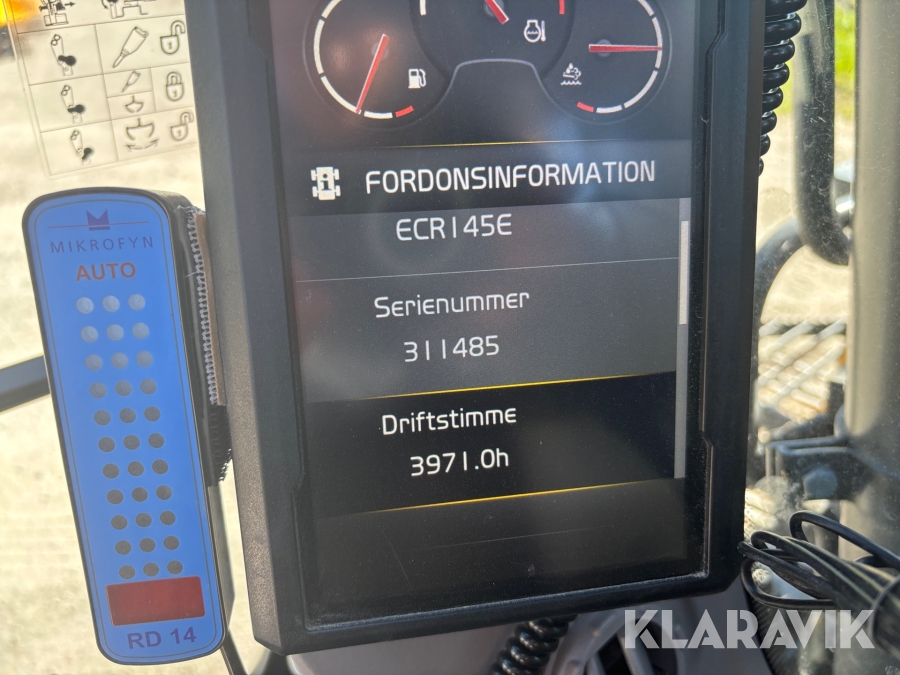 FORDONSINFORMATION
ECR145E
Serienummer
311485
Driftstimme
3971.0h
MIKROFYN
AUTO
RD 14
KLARAVIK